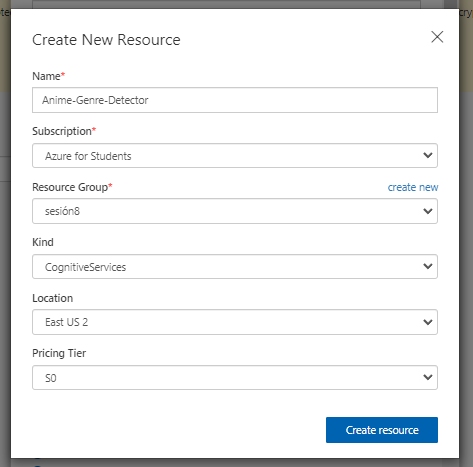 Create New Resource
Name*
Anime-Genre-Detector
Subscription*
Azure for Students
Resource Group* create new
sesión8
Kind
CognitiveServices
Location
East US 2
Pricing Tier
S0
Create resource